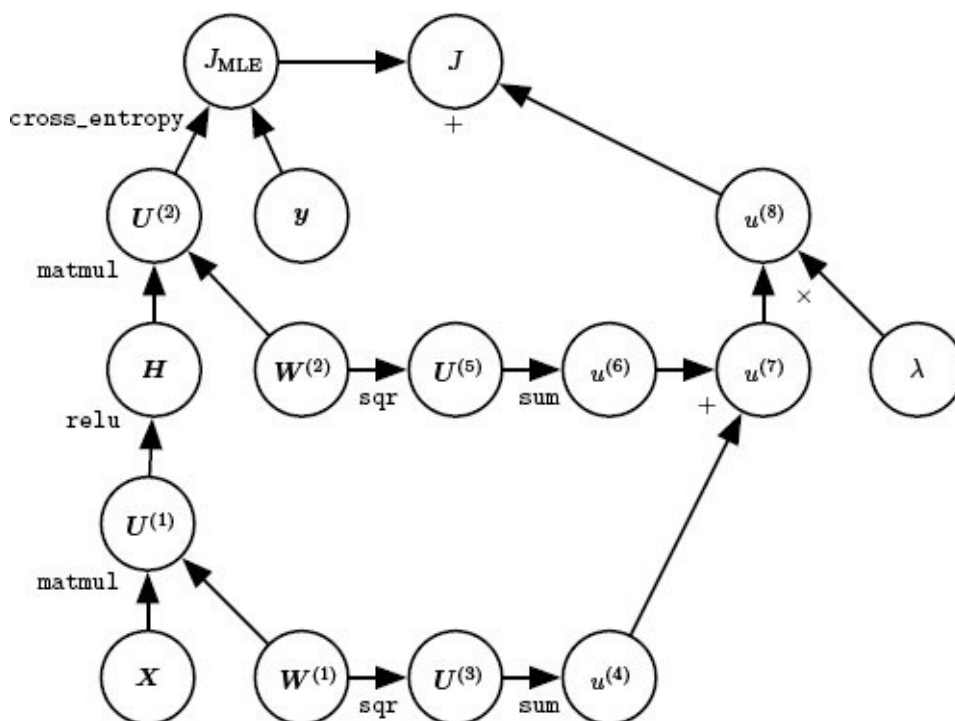 J_MLE J
cross_entropy +
U^(2) y u^(8)
matmul ×
H W^(2) U^(5) u^(6) u^(7) λ
relu sqr sum +
U^(1)
matmul
X W^(1) U^(3) u^(4)
sqr sum